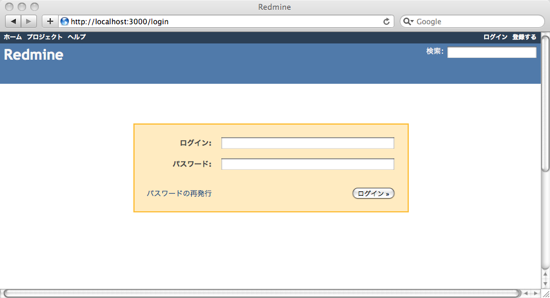 Redmine
http://localhost:3000/login
Google
ホーム プロジェクト ヘルプ ログイン 登録する
Redmine
検索:
ログイン:
パスワード:
パスワードの再発行
ログイン »